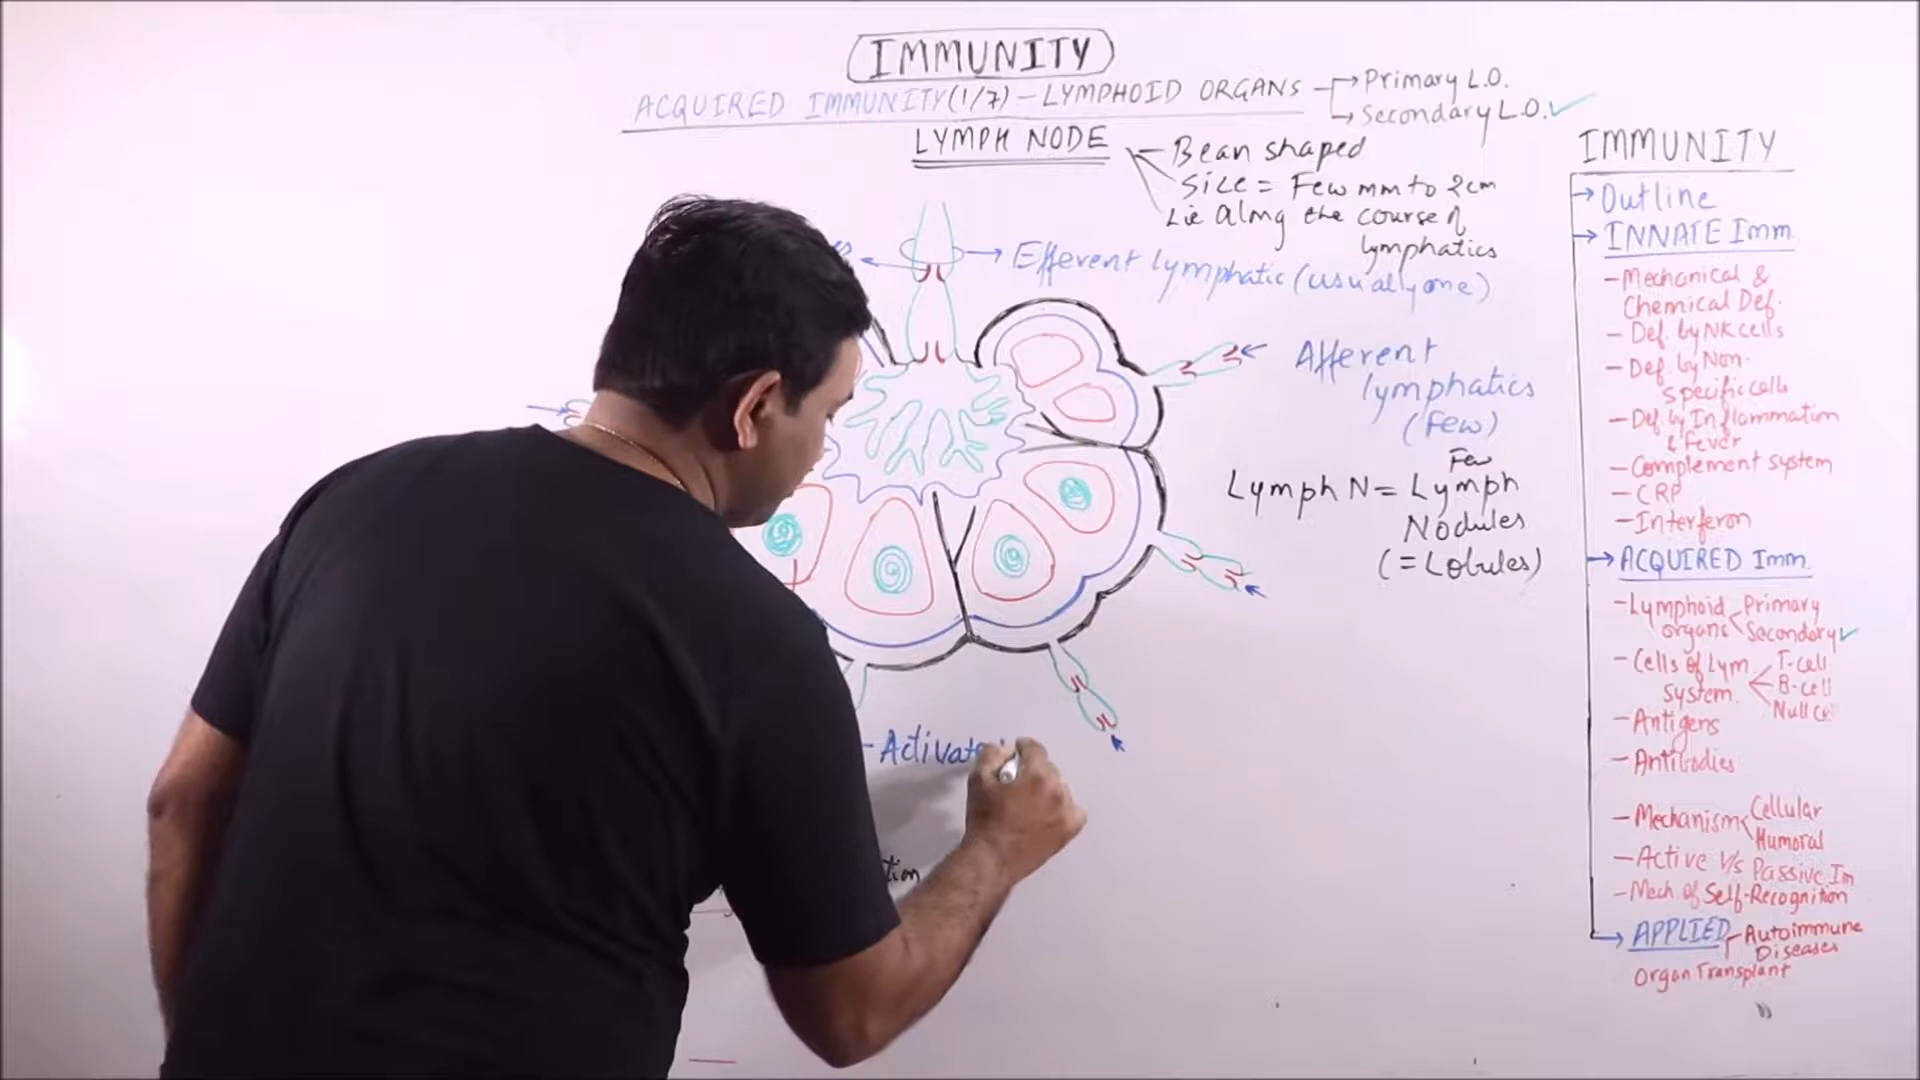 IMMUNITY
ACQUIRED IMMUNITY(1/7)-LYMPHOID ORGANS
Primary L.O.
Secondary L.O.
LYMPH NODE
Bean shaped
Size = Few mm to 2cm
Lie along the course of
lymphatics
Efferent lymphatic (usually one)
Afferent
lymphatics
(Few)
Few
Lymph N = Lymph
Nodules
(= Lobules)
- Activat
tion
IMMUNITY
Outline
INNATE Imm.
- Mechanical &
Chemical Def.
- Def. by NK cells
- Def. by Non-
specific cells
- Def. by Inflammation
& Fever
- Complement system
- CRP
- Interferon
ACQUIRED Imm.
- Lymphoid Primary
organs Secondary
- Cells of Lym T-cell
system B-cell
Null ce
- Antigens
- Antibodies
- Mechanism Cellular
Humoral
- Active V/s Passive Im
- Mech. of Self-Recognition
APPLIED Autoimmune
Diseases
Organ Transplant